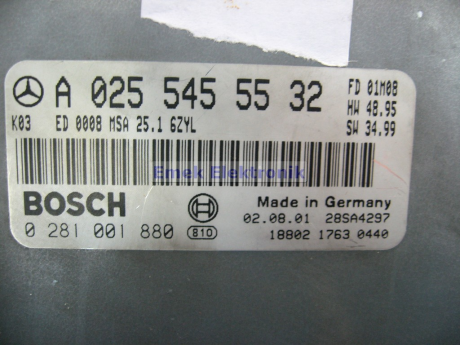 A 025 545 55 32
FD 01M08
HW 48.95
K03 ED 0008 MSA 25.1 6ZYL
SW 34.99
Emek Elektronik
BOSCH
Made in Germany
02.08.01 28SA4297
0 281 001 880 810
18802 1763 0440